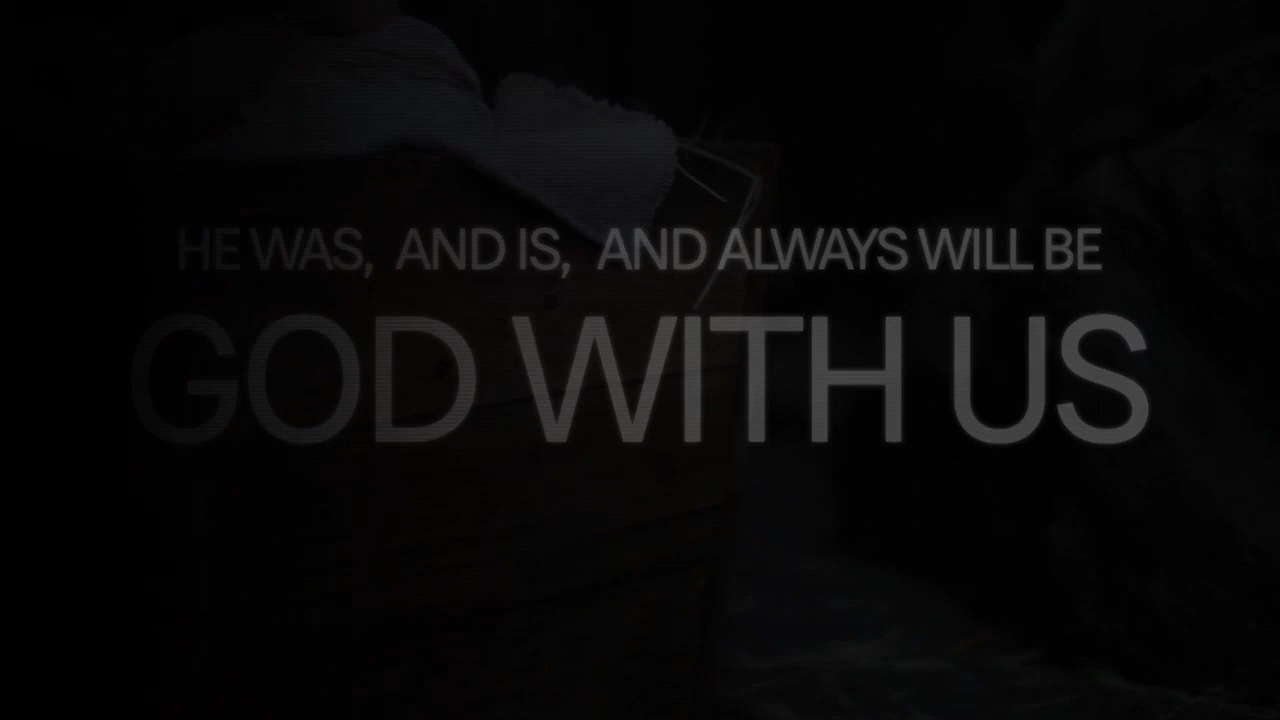 HE WAS, AND IS, AND ALWAYS WILL BE
GOD WITH US